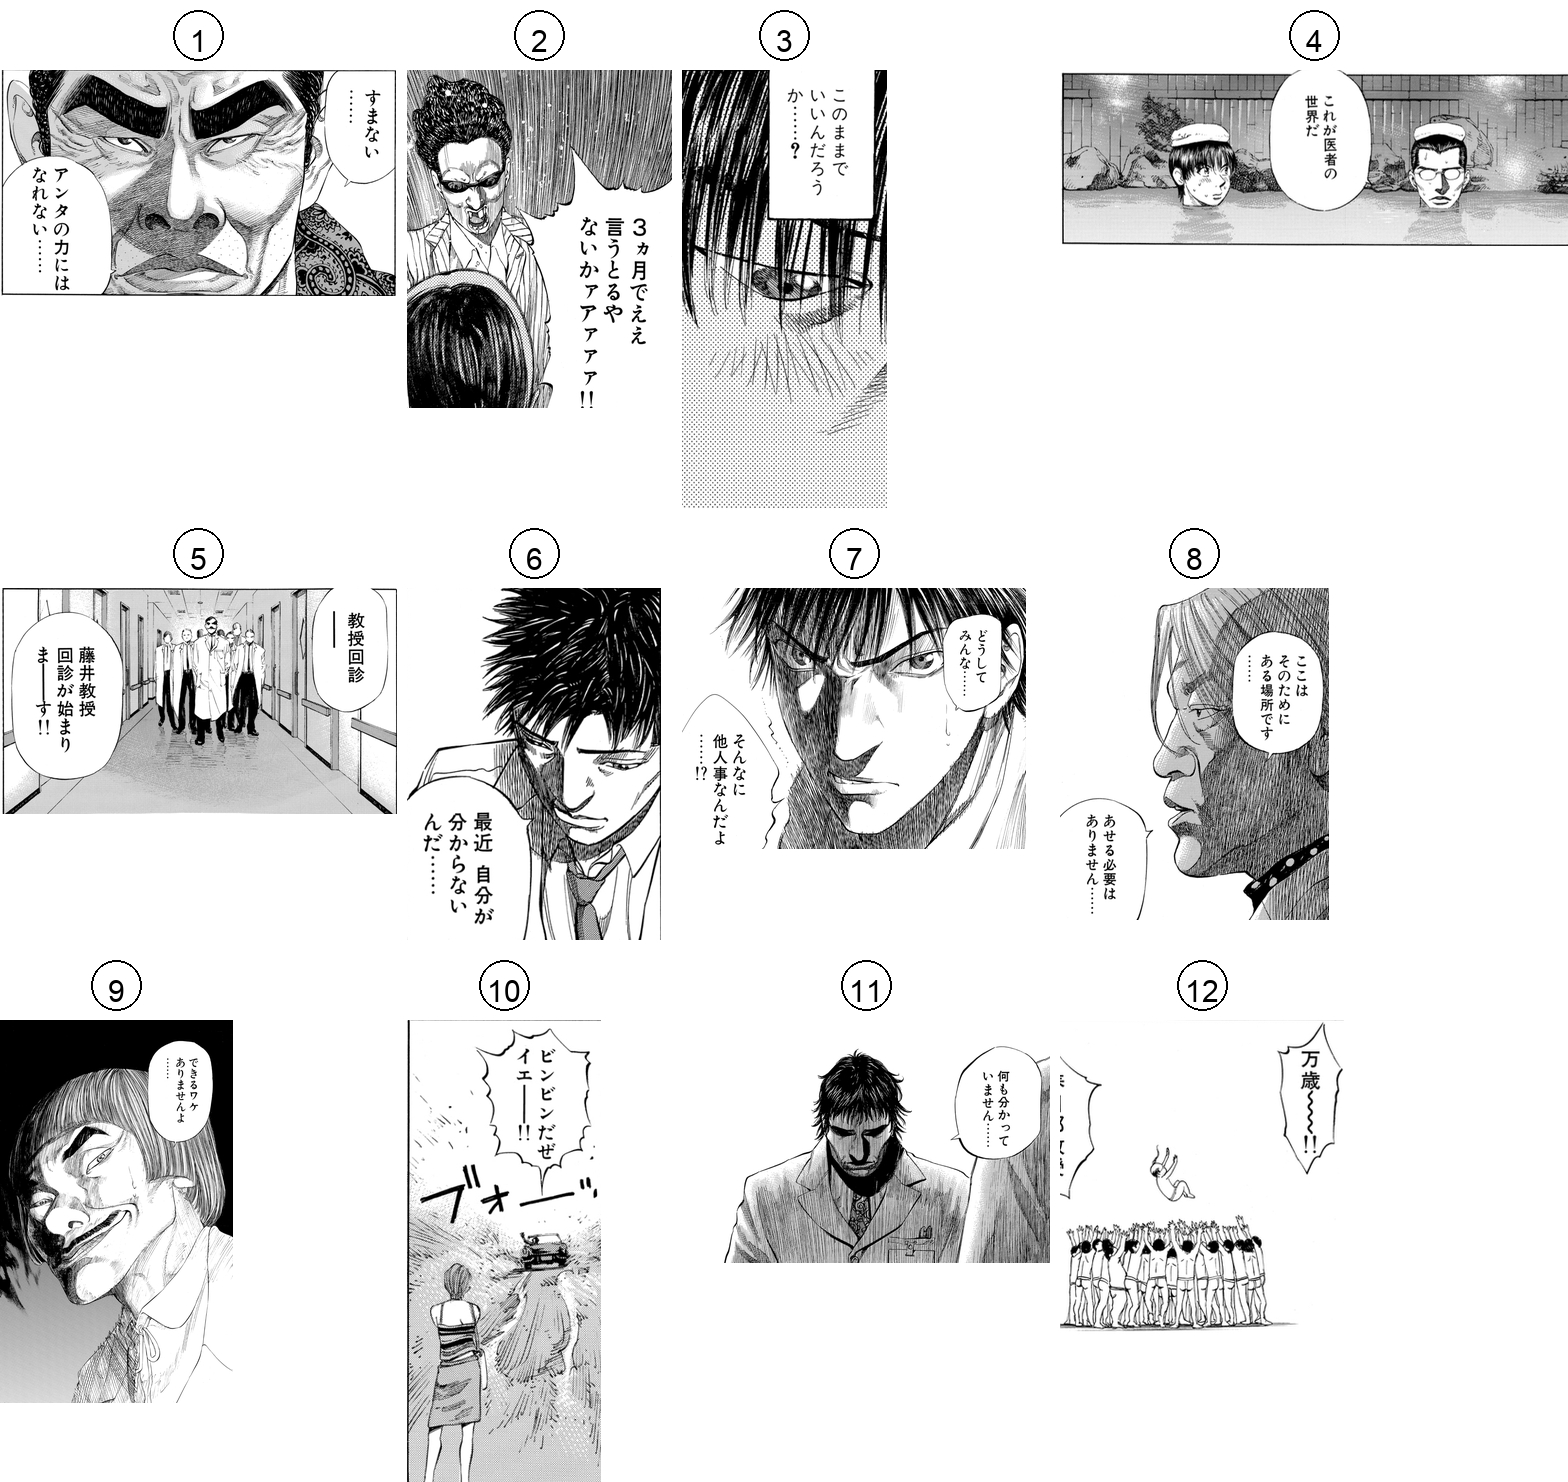 1
すまない
……
アンタの力には
なれない……
2
3ヵ月でええ
言うとるや
ないかァアァァァ!!
3
このままで
いいんだろう
か……?
4
これが医者の
世界だ
5
教授回診
──
藤井教授
回診が始まり
ま──す!!
6
最近 自分が
分からない
んだ……
7
どうして
みんな……
そんなに
他人事なんだよ
……!?
8
ここは
そのために
ある場所です
……
あせる必要は
ありません……
9
できるワケ
ありませんよ
……
10
ビンビンだぜ
イエ──!!
ブォ──ッ
11
何も分かって
いません……
12
万歳〜〜〜!!